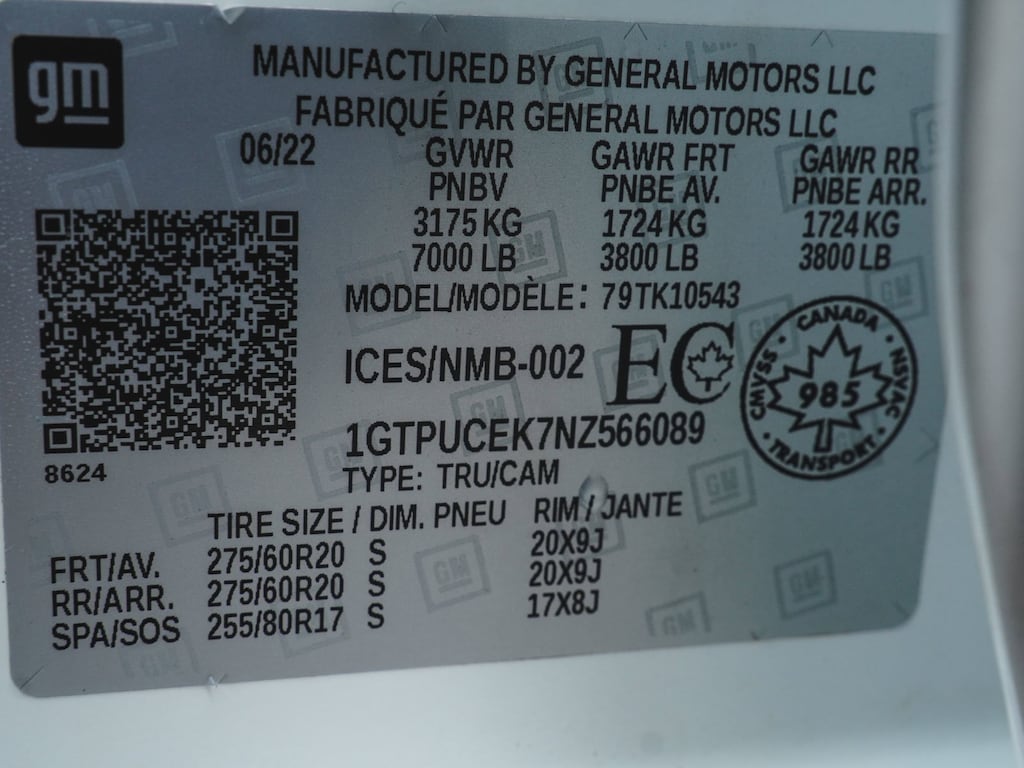 gm
MANUFACTURED BY GENERAL MOTORS LLC
FABRIQUÉ PAR GENERAL MOTORS LLC
06/22 GVWR GAWR FRT GAWR RR
PNBV PNBE AV. PNBE ARR.
3175 KG 1724 KG 1724 KG
7000 LB 3800 LB 3800 LB
MODEL/MODÈLE: 79TK10543
ICES/NMB-002 EC
CANADA
CMVSS NSVAC
985
TRANSPORT
1GTPUCEK7NZ566089
8624
TYPE: TRU/CAM
TIRE SIZE / DIM. PNEU RIM / JANTE
FRT/AV. 275/60R20 S 20X9J
RR/ARR. 275/60R20 S 20X9J
SPA/SOS 255/80R17 S 17X8J